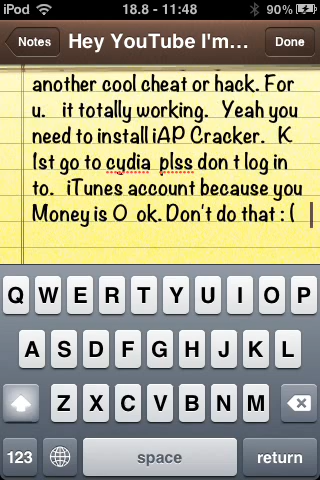 iPod 18.8 - 11:48 90%
Notes Hey YouTube I'm... Done
another cool cheat or hack. For
u. it totally working. Yeah you
need to install iAP Cracker. K
1st go to cydia plss don t log in
to. iTunes account because you
Money is 0 ok. Don't do that : (
Q W E R T Y U I O P
A S D F G H J K L
Z X C V B N M
123 space return